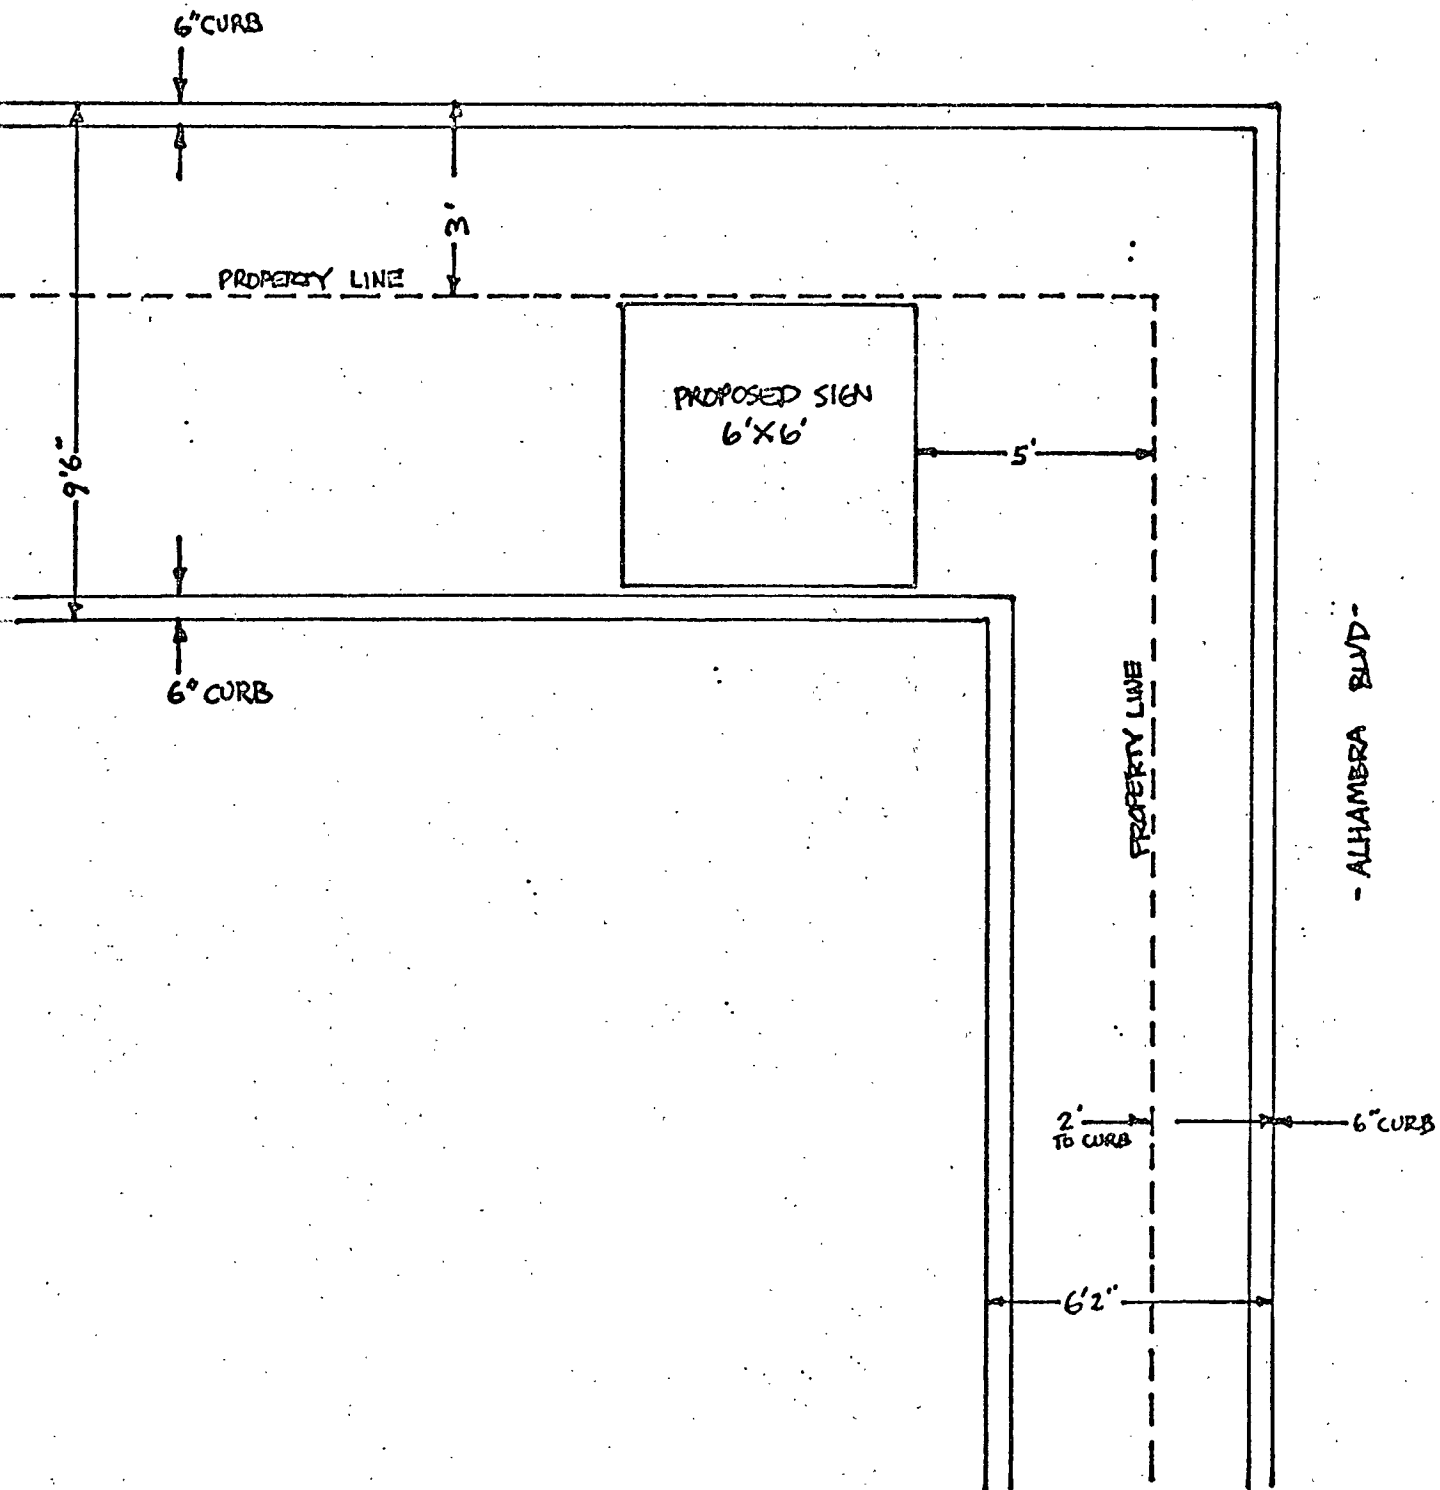 6" CURB
3'
PROPERTY LINE
PROPOSED SIGN
6'X6'
5'
9'6"
6" CURB
PROPERTY LINE
- ALHAMBRA BLVD -
2'
TO CURB
6" CURB
6'2"